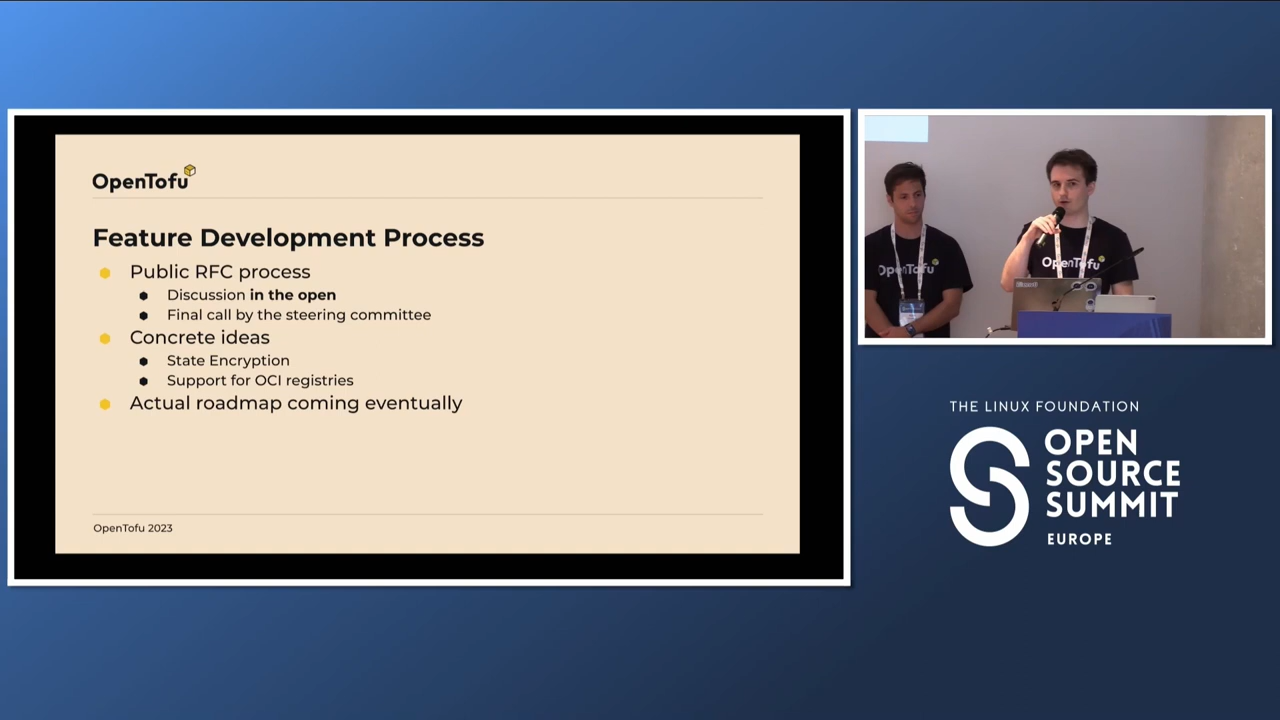 OpenTofu
Feature Development Process
Public RFC process
Discussion in the open
Final call by the steering committee
Concrete ideas
State Encryption
Support for OCI registries
Actual roadmap coming eventually
OpenTofu 2023
OpenTofu
OpenTofu
THE LINUX FOUNDATION
OPEN
SOURCE
SUMMIT
EUROPE